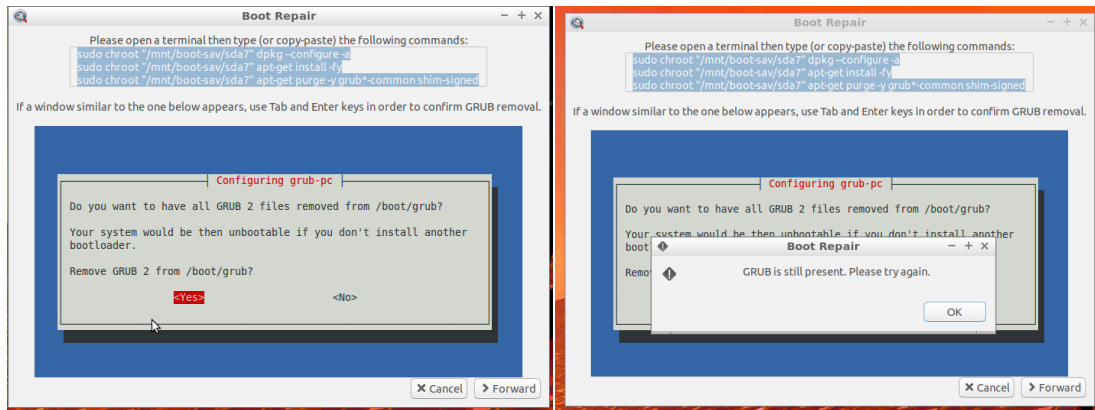 Boot Repair
Please open a terminal then type (or copy-paste) the following commands:
sudo chroot "/mnt/boot-sav/sda7" dpkg --configure -a
sudo chroot "/mnt/boot-sav/sda7" apt-get install -fy
sudo chroot "/mnt/boot-sav/sda7" apt-get purge -y grub*-common shim-signed
If a window similar to the one below appears, use Tab and Enter keys in order to confirm GRUB removal.
Configuring grub-pc
Do you want to have all GRUB 2 files removed from /boot/grub?
Your system would be then unbootable if you don't install another
bootloader.
Remove GRUB 2 from /boot/grub?
<Yes> <No>
Cancel Forward
Boot Repair
Please open a terminal then type (or copy-paste) the following commands:
sudo chroot "/mnt/boot-sav/sda7" dpkg --configure -a
sudo chroot "/mnt/boot-sav/sda7" apt-get install -fy
sudo chroot "/mnt/boot-sav/sda7" apt-get purge -y grub*-common shim-signed
If a window similar to the one below appears, use Tab and Enter keys in order to confirm GRUB removal.
Configuring grub-pc
Do you want to have all GRUB 2 files removed from /boot/grub?
Your system would be then unbootable if you don't install another
boot
Remo
Boot Repair
GRUB is still present. Please try again.
OK
Cancel Forward